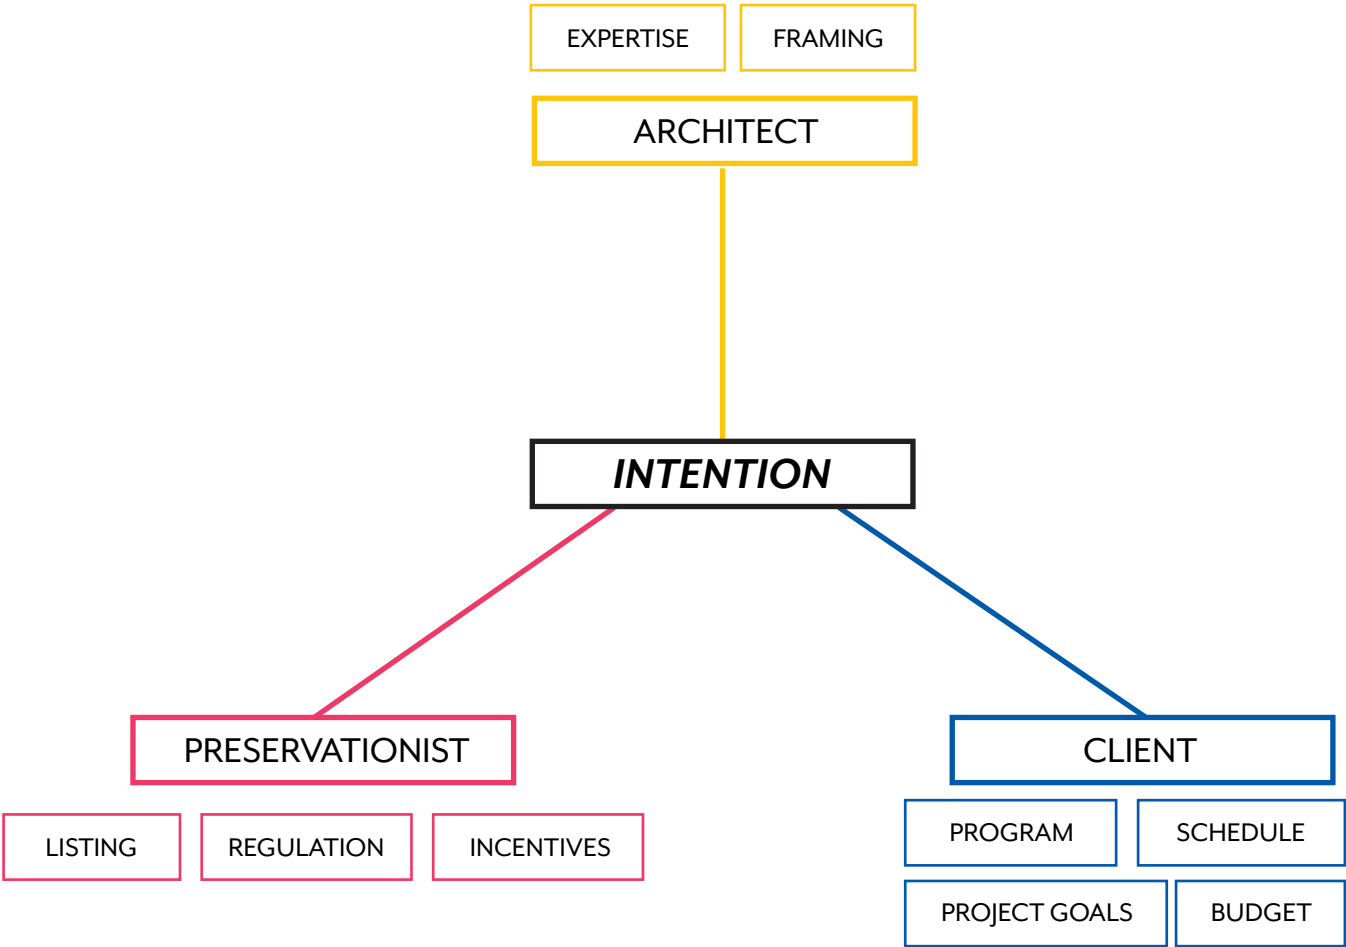 EXPERTISE
FRAMING
ARCHITECT
INTENTION
PRESERVATIONIST
LISTING
REGULATION
INCENTIVES
CLIENT
PROGRAM
SCHEDULE
PROJECT GOALS
BUDGET